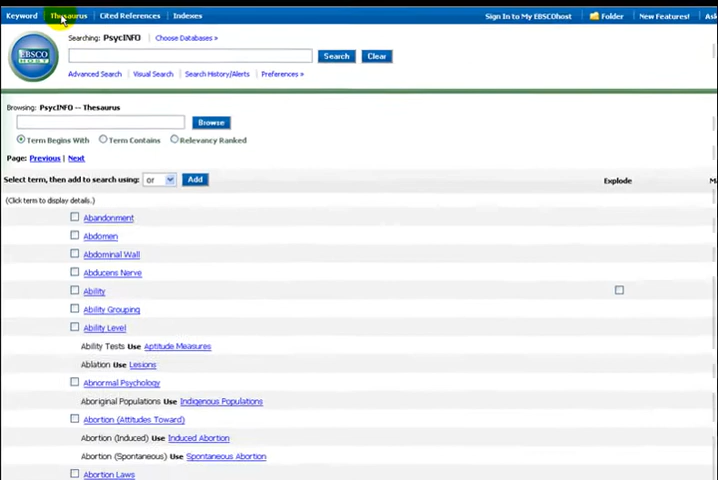 Keyword Thesaurus Cited References Indexes Sign In to My EBSCOhost Folder New Features!
Searching: PsycINFO Choose Databases »
EBSCO HOST
Search Clear
Advanced Search Visual Search Search History/Alerts Preferences »
Browsing: PsycINFO -- Thesaurus
Browse
Term Begins With Term Contains Relevancy Ranked
Page: Previous | Next
Select term, then add to search using: or Add Explode
(Click term to display details.)
Abandonment
Abdomen
Abdominal Wall
Abducens Nerve
Ability
Ability Grouping
Ability Level
Ability Tests Use Aptitude Measures
Ablation Use Lesions
Abnormal Psychology
Aboriginal Populations Use Indigenous Populations
Abortion (Attitudes Toward)
Abortion (Induced) Use Induced Abortion
Abortion (Spontaneous) Use Spontaneous Abortion
Abortion Laws